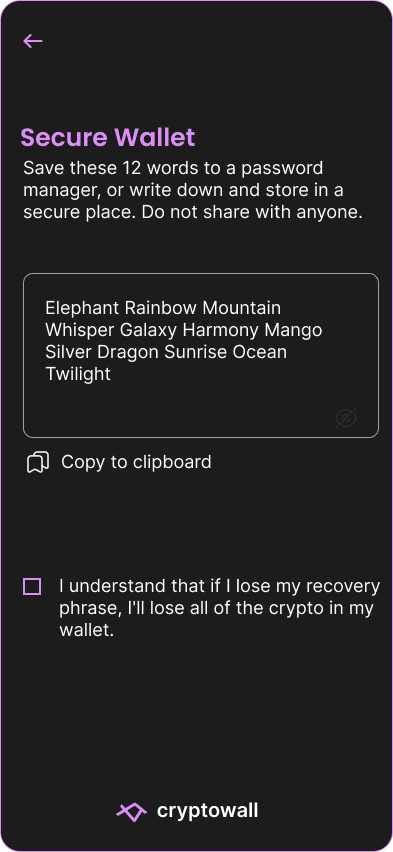 Secure Wallet
Save these 12 words to a password
manager, or write down and store in a
secure place. Do not share with anyone.
Elephant Rainbow Mountain
Whisper Galaxy Harmony Mango
Silver Dragon Sunrise Ocean
Twilight
Copy to clipboard
I understand that if I lose my recovery
phrase, I'll lose all of the crypto in my
wallet.
cryptowall